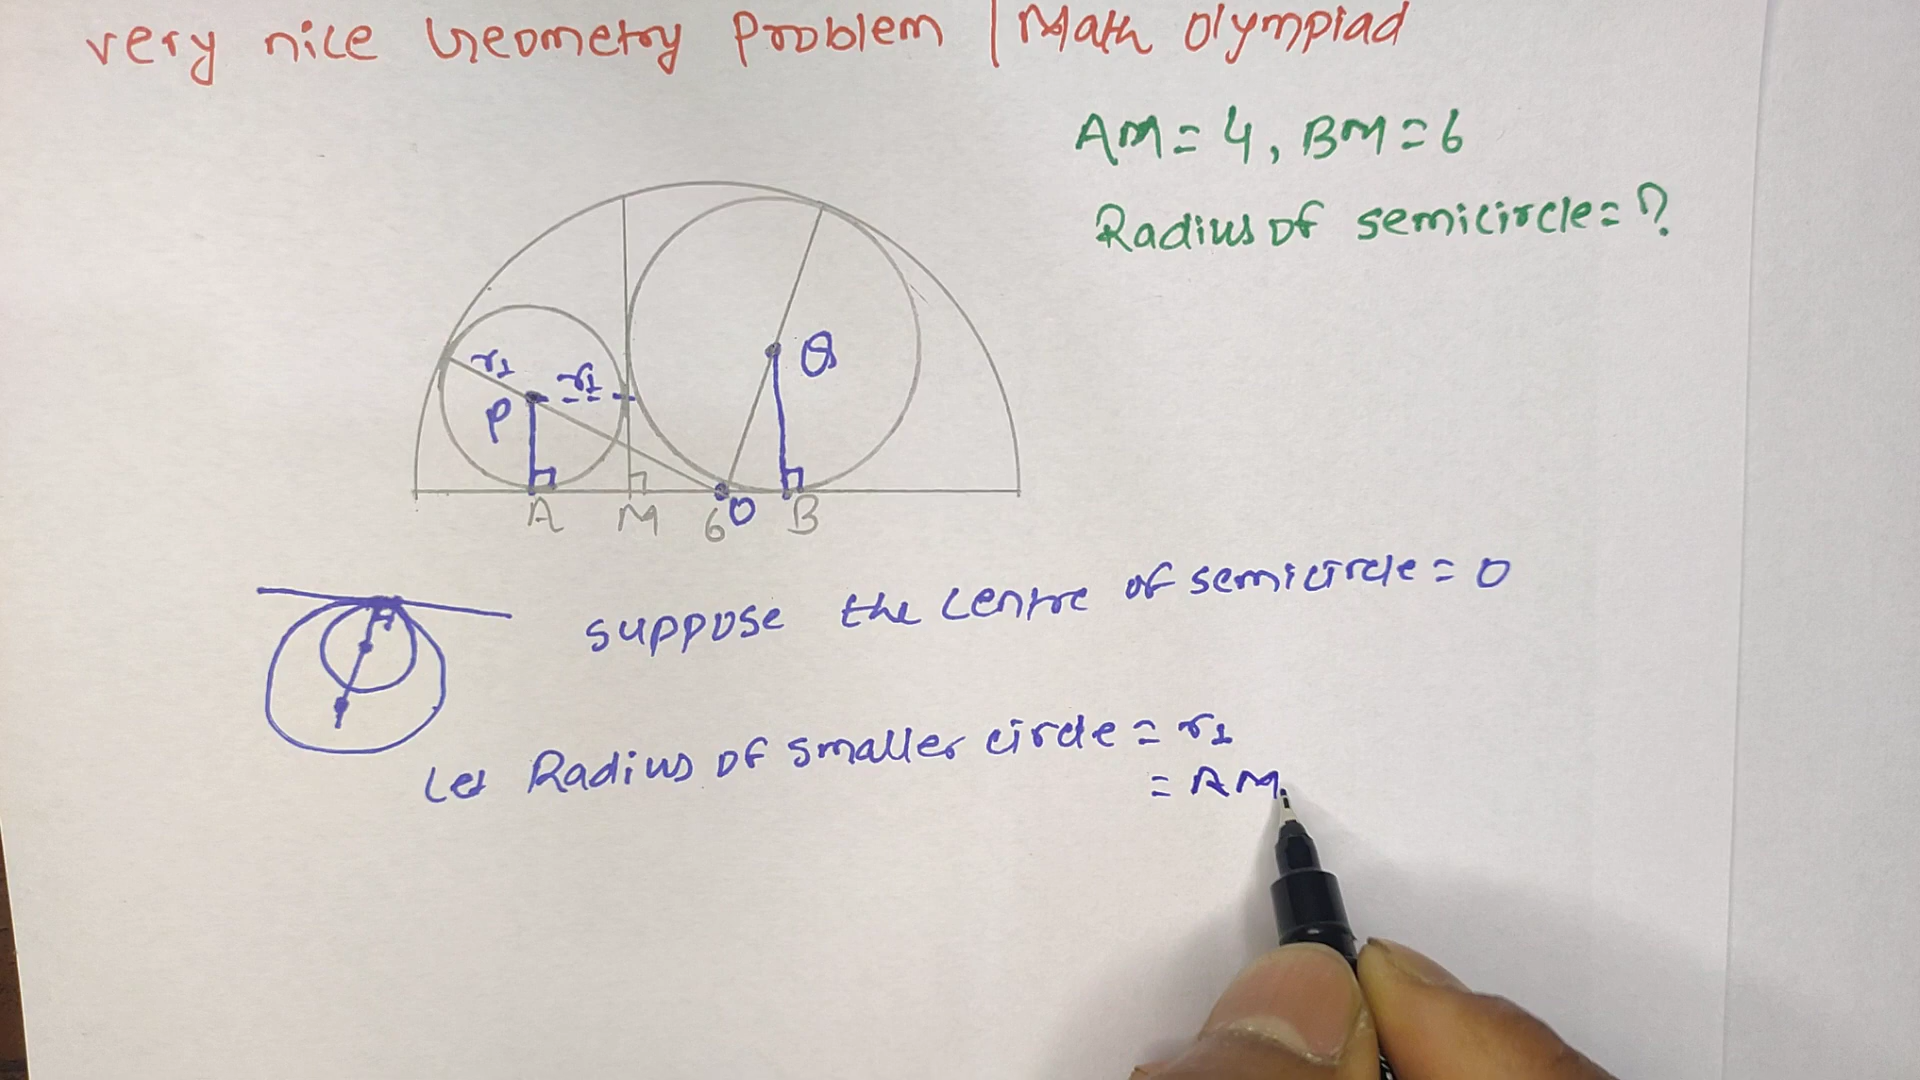 very nice Geometry Problem | Math Olympiad
AM = 4, BM = 6
Radius of semicircle = ?
r1
r1
Q
P
A M 6 O B
suppose the centre of semicircle = O
Let Radius of smaller circle = r1
= AM